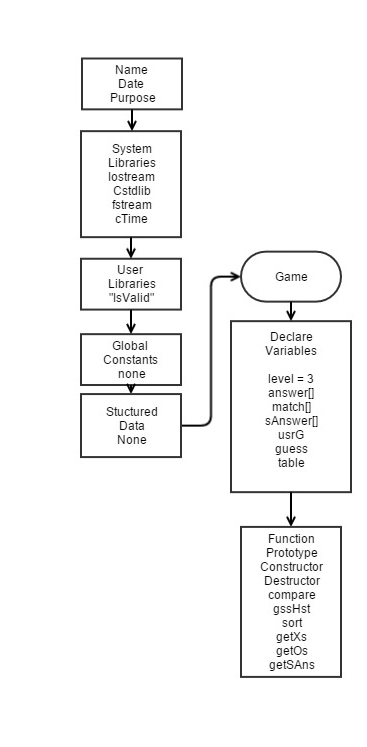 Name
Date
Purpose
System
Libraries
Iostream
Cstdlib
fstream
cTime
User
Libraries
"IsValid"
Global
Constants
none
Stuctured
Data
None
Game
Declare
Variables
level = 3
answer[]
match[]
sAnswer[]
usrG
guess
table
Function
Prototype
Constructor
Destructor
compare
gssHst
sort
getXs
getOs
getSAns